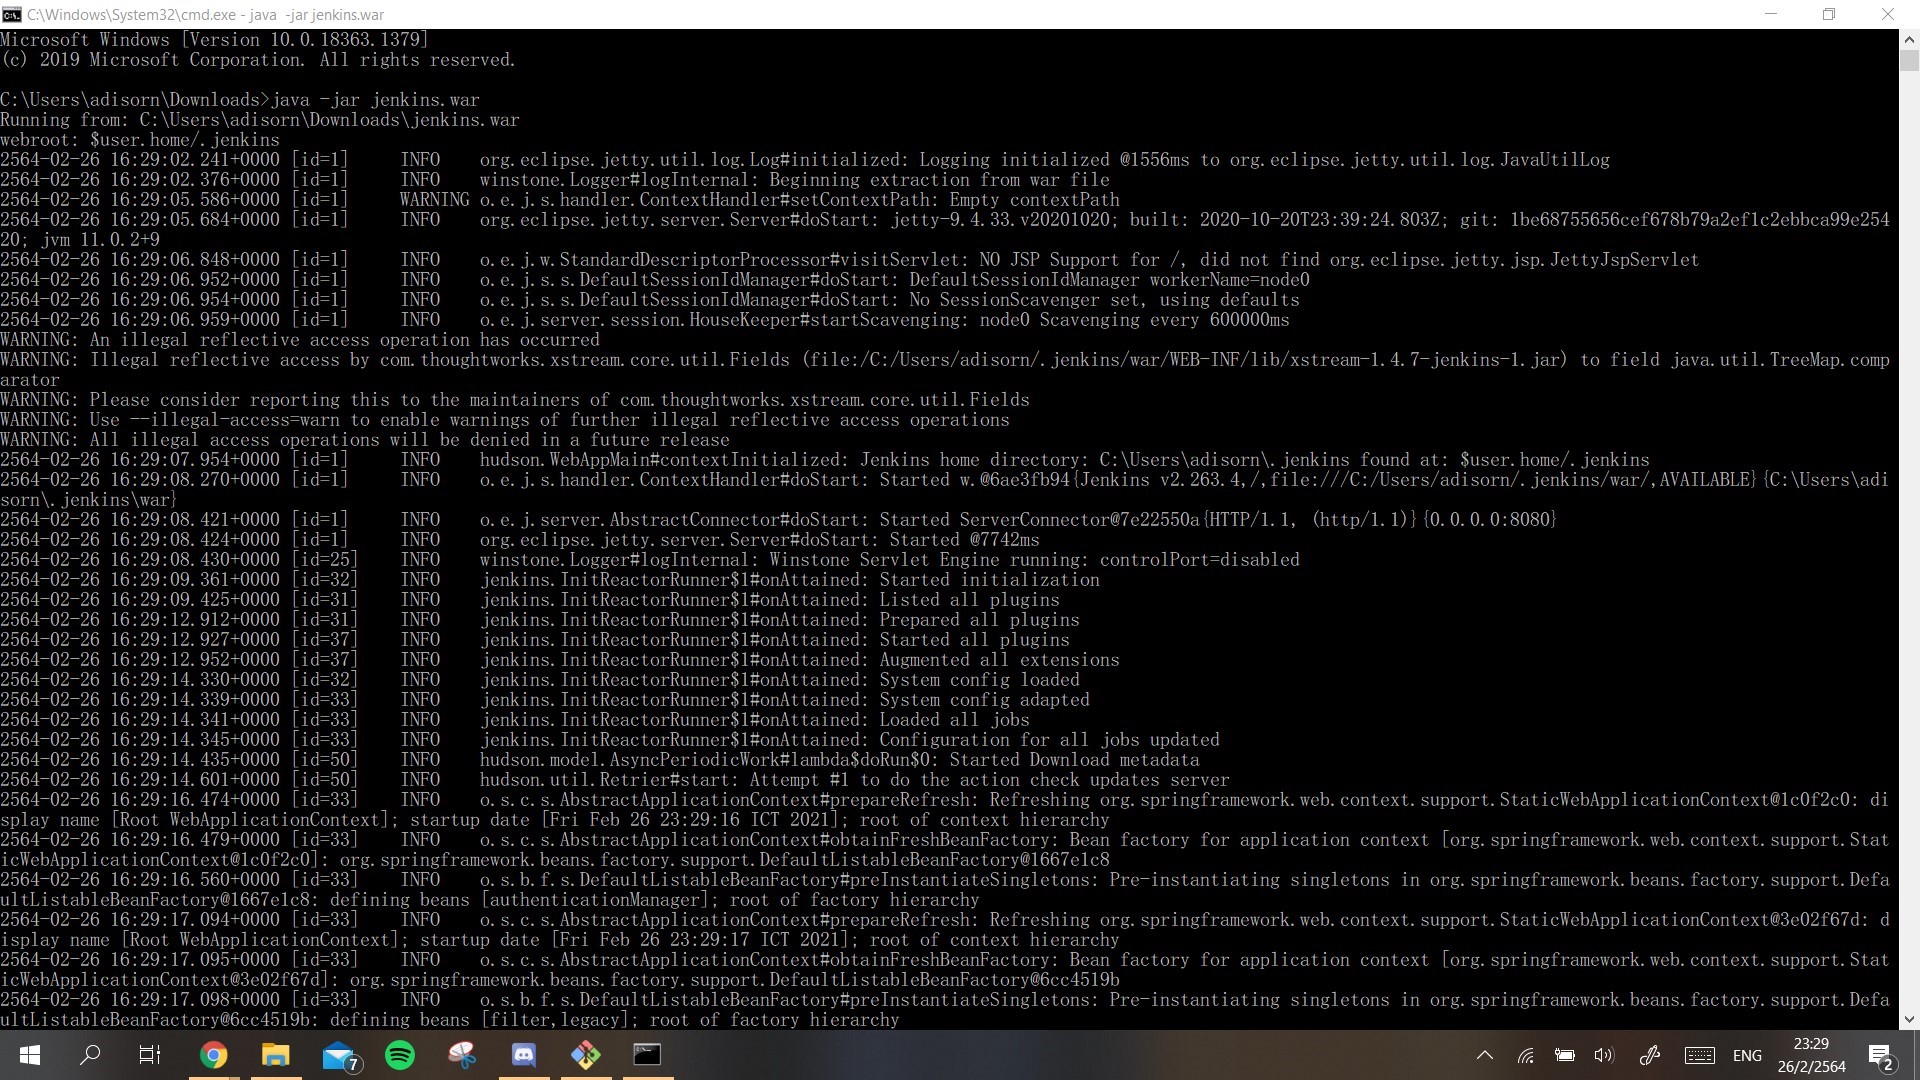 C:\Windows\System32\cmd.exe - java  -jar jenkins.war
Microsoft Windows [Version 10.0.18363.1379]
(c) 2019 Microsoft Corporation. All rights reserved.
C:\Users\adisorn\Downloads>java -jar jenkins.war
Running from: C:\Users\adisorn\Downloads\jenkins.war
webroot: $user.home/.jenkins
2564-02-26 16:29:02.241+0000 [id=1]     INFO    org.eclipse.jetty.util.log.Log#initialized: Logging initialized @1556ms to org.eclipse.jetty.util.log.JavaUtilLog
2564-02-26 16:29:02.376+0000 [id=1]     INFO    winstone.Logger#logInternal: Beginning extraction from war file
2564-02-26 16:29:05.586+0000 [id=1]     WARNING o.e.j.s.handler.ContextHandler#setContextPath: Empty contextPath
2564-02-26 16:29:05.684+0000 [id=1]     INFO    org.eclipse.jetty.server.Server#doStart: jetty-9.4.33.v20201020; built: 2020-10-20T23:39:24.803Z; git: 1be68755656cef678b79a2ef1c2ebbca99e254
20; jvm 11.0.2+9
2564-02-26 16:29:06.848+0000 [id=1]     INFO    o.e.j.w.StandardDescriptorProcessor#visitServlet: NO JSP Support for /, did not find org.eclipse.jetty.jsp.JettyJspServlet
2564-02-26 16:29:06.952+0000 [id=1]     INFO    o.e.j.s.s.DefaultSessionIdManager#doStart: DefaultSessionIdManager workerName=node0
2564-02-26 16:29:06.954+0000 [id=1]     INFO    o.e.j.s.s.DefaultSessionIdManager#doStart: No SessionScavenger set, using defaults
2564-02-26 16:29:06.959+0000 [id=1]     INFO    o.e.j.server.session.HouseKeeper#startScavenging: node0 Scavenging every 600000ms
WARNING: An illegal reflective access operation has occurred
WARNING: Illegal reflective access by com.thoughtworks.xstream.core.util.Fields (file:/C:/Users/adisorn/.jenkins/war/WEB-INF/lib/xstream-1.4.7-jenkins-1.jar) to field java.util.TreeMap.comp
arator
WARNING: Please consider reporting this to the maintainers of com.thoughtworks.xstream.core.util.Fields
WARNING: Use --illegal-access=warn to enable warnings of further illegal reflective access operations
WARNING: All illegal access operations will be denied in a future release
2564-02-26 16:29:07.954+0000 [id=1]     INFO    hudson.WebAppMain#contextInitialized: Jenkins home directory: C:\Users\adisorn\.jenkins found at: $user.home/.jenkins
2564-02-26 16:29:08.270+0000 [id=1]     INFO    o.e.j.s.handler.ContextHandler#doStart: Started w.@6ae3fb94{Jenkins v2.263.4,/,file:///C:/Users/adisorn/.jenkins/war/,AVAILABLE}{C:\Users\adi
sorn\.jenkins\war}
2564-02-26 16:29:08.421+0000 [id=1]     INFO    o.e.j.server.AbstractConnector#doStart: Started ServerConnector@7e22550a{HTTP/1.1, (http/1.1)}{0.0.0.0:8080}
2564-02-26 16:29:08.424+0000 [id=1]     INFO    org.eclipse.jetty.server.Server#doStart: Started @7742ms
2564-02-26 16:29:08.430+0000 [id=25]    INFO    winstone.Logger#logInternal: Winstone Servlet Engine running: controlPort=disabled
2564-02-26 16:29:09.361+0000 [id=32]    INFO    jenkins.InitReactorRunner$1#onAttained: Started initialization
2564-02-26 16:29:09.425+0000 [id=31]    INFO    jenkins.InitReactorRunner$1#onAttained: Listed all plugins
2564-02-26 16:29:12.912+0000 [id=31]    INFO    jenkins.InitReactorRunner$1#onAttained: Prepared all plugins
2564-02-26 16:29:12.927+0000 [id=37]    INFO    jenkins.InitReactorRunner$1#onAttained: Started all plugins
2564-02-26 16:29:12.952+0000 [id=37]    INFO    jenkins.InitReactorRunner$1#onAttained: Augmented all extensions
2564-02-26 16:29:14.330+0000 [id=32]    INFO    jenkins.InitReactorRunner$1#onAttained: System config loaded
2564-02-26 16:29:14.339+0000 [id=33]    INFO    jenkins.InitReactorRunner$1#onAttained: System config adapted
2564-02-26 16:29:14.341+0000 [id=33]    INFO    jenkins.InitReactorRunner$1#onAttained: Loaded all jobs
2564-02-26 16:29:14.345+0000 [id=33]    INFO    jenkins.InitReactorRunner$1#onAttained: Configuration for all jobs updated
2564-02-26 16:29:14.435+0000 [id=50]    INFO    hudson.model.AsyncPeriodicWork#lambda$doRun$0: Started Download metadata
2564-02-26 16:29:14.601+0000 [id=50]    INFO    hudson.util.Retrier#start: Attempt #1 to do the action check updates server
2564-02-26 16:29:16.474+0000 [id=33]    INFO    o.s.c.s.AbstractApplicationContext#prepareRefresh: Refreshing org.springframework.web.context.support.StaticWebApplicationContext@1c0f2c0: di
splay name [Root WebApplicationContext]; startup date [Fri Feb 26 23:29:16 ICT 2021]; root of context hierarchy
2564-02-26 16:29:16.479+0000 [id=33]    INFO    o.s.c.s.AbstractApplicationContext#obtainFreshBeanFactory: Bean factory for application context [org.springframework.web.context.support.Stat
icWebApplicationContext@1c0f2c0]: org.springframework.beans.factory.support.DefaultListableBeanFactory@1667e1c8
2564-02-26 16:29:16.560+0000 [id=33]    INFO    o.s.b.f.s.DefaultListableBeanFactory#preInstantiateSingletons: Pre-instantiating singletons in org.springframework.beans.factory.support.Defa
ultListableBeanFactory@1667e1c8: defining beans [authenticationManager]; root of factory hierarchy
2564-02-26 16:29:17.094+0000 [id=33]    INFO    o.s.c.s.AbstractApplicationContext#prepareRefresh: Refreshing org.springframework.web.context.support.StaticWebApplicationContext@3e02f67d: d
isplay name [Root WebApplicationContext]; startup date [Fri Feb 26 23:29:17 ICT 2021]; root of context hierarchy
2564-02-26 16:29:17.095+0000 [id=33]    INFO    o.s.c.s.AbstractApplicationContext#obtainFreshBeanFactory: Bean factory for application context [org.springframework.web.context.support.Stat
icWebApplicationContext@3e02f67d]: org.springframework.beans.factory.support.DefaultListableBeanFactory@6cc4519b
2564-02-26 16:29:17.098+0000 [id=33]    INFO    o.s.b.f.s.DefaultListableBeanFactory#preInstantiateSingletons: Pre-instantiating singletons in org.springframework.beans.factory.support.Defa
ultListableBeanFactory@6cc4519b: defining beans [filter,legacy]; root of factory hierarchy
7
ENG
23:29
26/2/2564
2